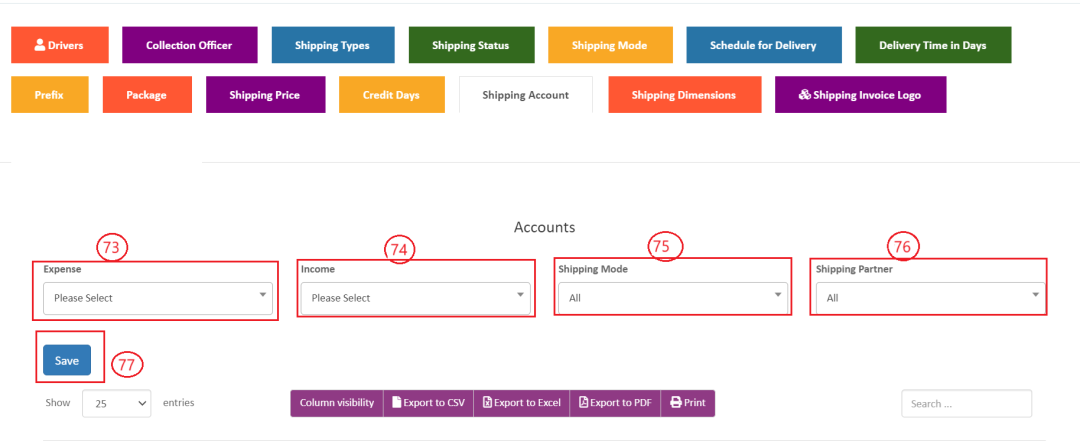 Drivers Collection Officer Shipping Types Shipping Status Shipping Mode Schedule for Delivery Delivery Time in Days
Prefix Package Shipping Price Credit Days Shipping Account Shipping Dimensions Shipping Invoice Logo
Accounts
73 74 75 76
Expense Income Shipping Mode Shipping Partner
Please Select Please Select All All
Save
77
Show 25 entries Column visibility Export to CSV Export to Excel Export to PDF Print Search ...